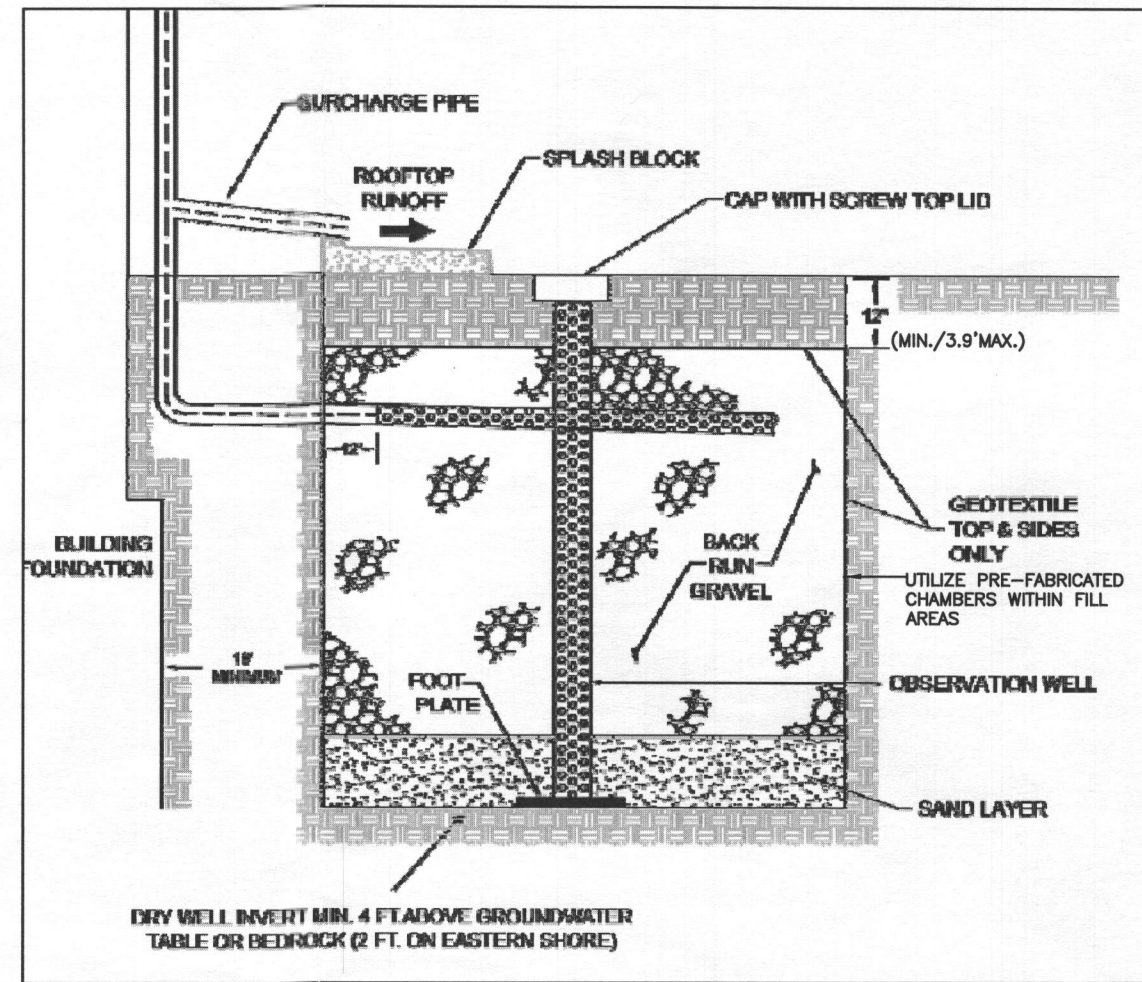 SURCHARGE PIPE
SPLASH BLOCK
ROOFTOP
RUNOFF
CAP WITH SCREW TOP LID
12"
(MIN./3.9'MAX.)
12"
GEOTEXTILE
TOP & SIDES
ONLY
BUILDING
FOUNDATION
BACK
RUN
GRAVEL
UTILIZE PRE-FABRICATED
CHAMBERS WITHIN FILL
AREAS
MINIMUM
FOOT
PLATE
OBSERVATION WELL
SAND LAYER
DRY WELL INVERT MIN. 4 FT.ABOVE GROUNDWATER
TABLE OR BEDROCK (2 FT. ON EASTERN SHORE)